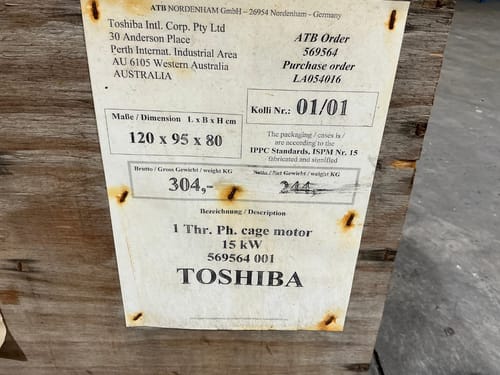 ATB NORDENHAM GmbH – 26954 Nordenham - Germany
Toshiba Intl. Corp. Pty Ltd
30 Anderson Place
Perth Internat. Industrial Area
AU 6105 Western Australia
AUSTRALIA
ATB Order
569564
Purchase order
LA054016
Kolli Nr.: 01/01
Maße / Dimension L x B x H cm
120 x 95 x 80
The packaging / cases is /
are according to the
IPPC Standards, ISPM Nr. 15
fabricated and signified
Brutto / Gross Gewicht / weight KG
304,-
Netto / Net Gewicht / weight KG
244,-
Bezeichnung / Description
1 Thr. Ph. cage motor
15 kW
569564 001
TOSHIBA